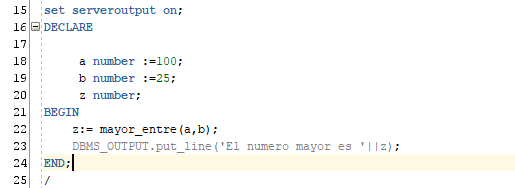 15 set serveroutput on;
16 DECLARE
17
18 a number :=100;
19 b number :=25;
20 z number;
21 BEGIN
22 z:= mayor_entre(a,b);
23 DBMS_OUTPUT.put_line('El numero mayor es '||z);
24 END;
25 /